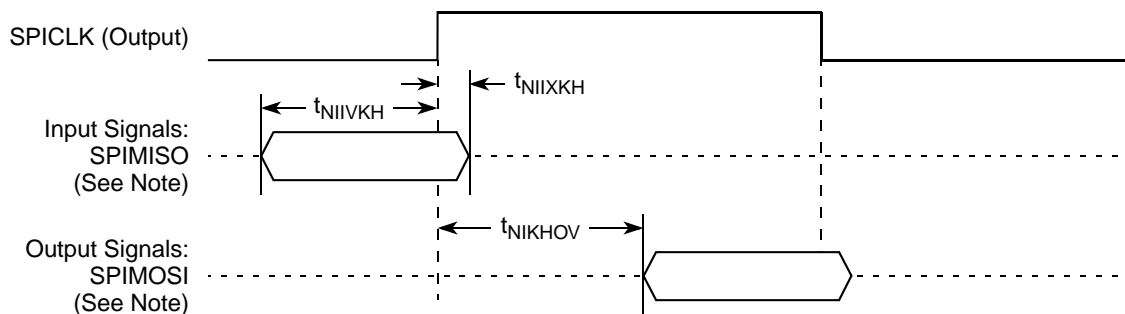 SPICLK (Output)
tNIIXKH
tNIIVKH
Input Signals:
SPIMISO
(See Note)
tNIKHOV
Output Signals:
SPIMOSI
(See Note)